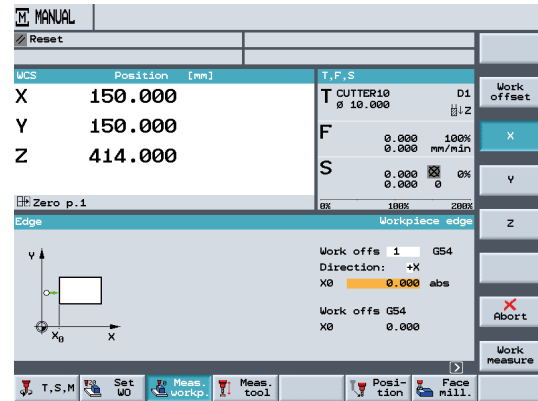 M MANUAL
Reset
WCS Position [mm] T,F,S
X 150.000 T CUTTER10 D1
ø 10.000 Z
Y 150.000 F 0.000 100%
0.000 mm/min
Z 414.000 S 0.000 0%
0.000 0
Zero p.1 0% 100% 200%
Edge Workpiece edge
Work offs 1 G54
Direction: +X
X0 0.000 abs
Work offs G54
X0 0.000
Y
X0 X
Work
offset
X
Y
Z
Abort
Work
measure
T,S,M Set
WO Meas.
workp. Meas.
tool Posi-
tion Face
mill.